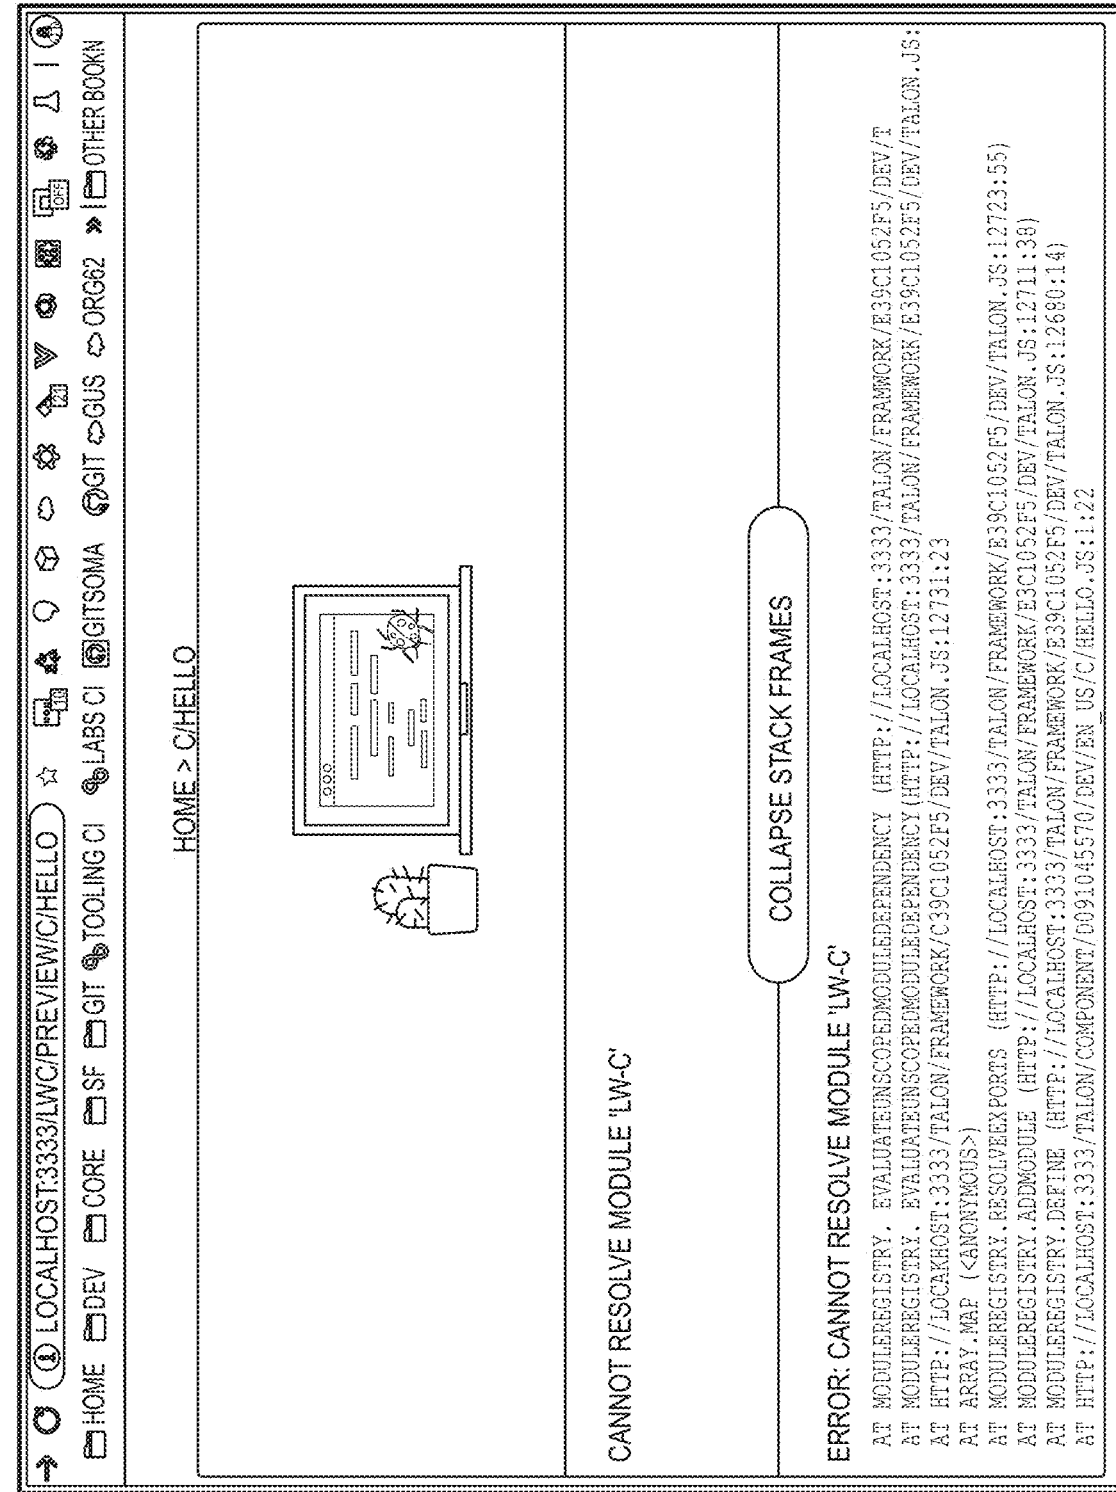 LOCALHOST:3333/LWC/PREVIEW/C/HELLO 10 121 OFF A
HOME DEV CORE SF GIT TOOLING CI LABS CI GITSOMA GIT GUS ORG62 » | OTHER BOOKN
HOME > C/HELLO
CANNOT RESOLVE MODULE 'LW-C'
COLLAPSE STACK FRAMES
ERROR: CANNOT RESOLVE MODULE 'LW-C'
AT MODULEREGISTRY. EVALUATEUNSCOPEDMODULEDEPENDENCY (HTTP://LOCALHOST:3333/TALON/FRAMWORK/E39C1052F5/DEV/T
AT MODULEREGISTRY. EVALUATEUNSCOPEDMODULEDEPENDENCY(HTTP://LOCALHOST:3333/TALON/FRAMEWORK/E39C1052F5/DEV/TALON.JS:
AT HTTP://LOCAKHOST:3333/TALON/FRAMEWORK/C39C1052F5/DEV/TALON.JS:12731:23
AT ARRAY.MAP (<ANONYMOUS>)
AT MODULEREGISTRY.RESOLVEEXPORTS (HTTP://LOCALHOST:3333/TALON/FRAMEWORK/E39C1052F5/DEV/TALON.JS:12723:55)
AT MODULEREGISTRY.ADDMODULE (HTTP://LOCALHOST:3333/TALON/FRAMEWORK/E3C1052F5/DEV/TALON.JS:12711:38)
AT MODULEREGISTRY.DEFINE (HTTP://LOCALHOST:3333/TALON/FRAMEWORK/E39C1052F5/DEV/TALON.JS:12680:14)
AT HTTP://LOCALHOST:3333/TALON/COMPONENT/D091045570/DEV/EN_US/C/HELLO.JS:1:22